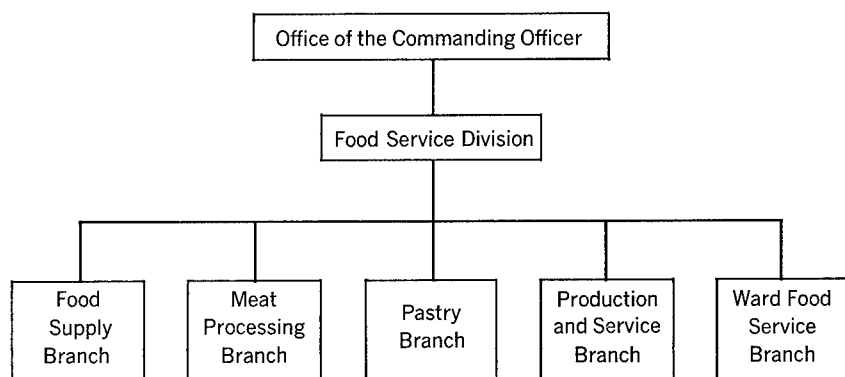 Office of the Commanding Officer
Food Service Division
Food
Supply
Branch
Meat
Processing
Branch
Pastry
Branch
Production
and Service
Branch
Ward Food
Service
Branch